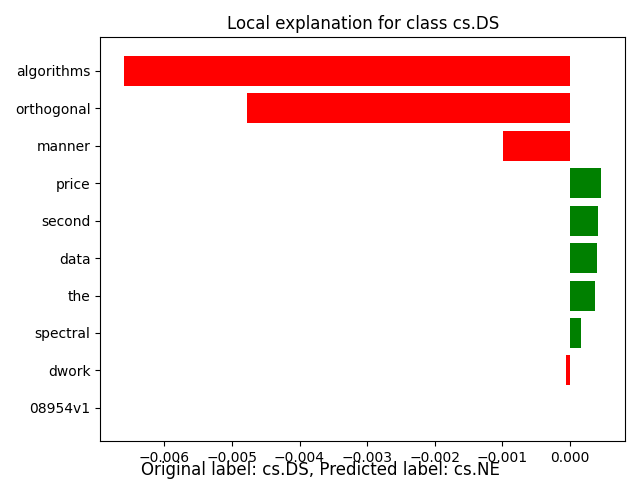 Local explanation for class cs.DS
algorithms
orthogonal
manner
price
second
data
the
spectral
dwork
08954v1
−0.006 −0.005 −0.004 −0.003 −0.002 −0.001 0.000
Original label: cs.DS, Predicted label: cs.NE